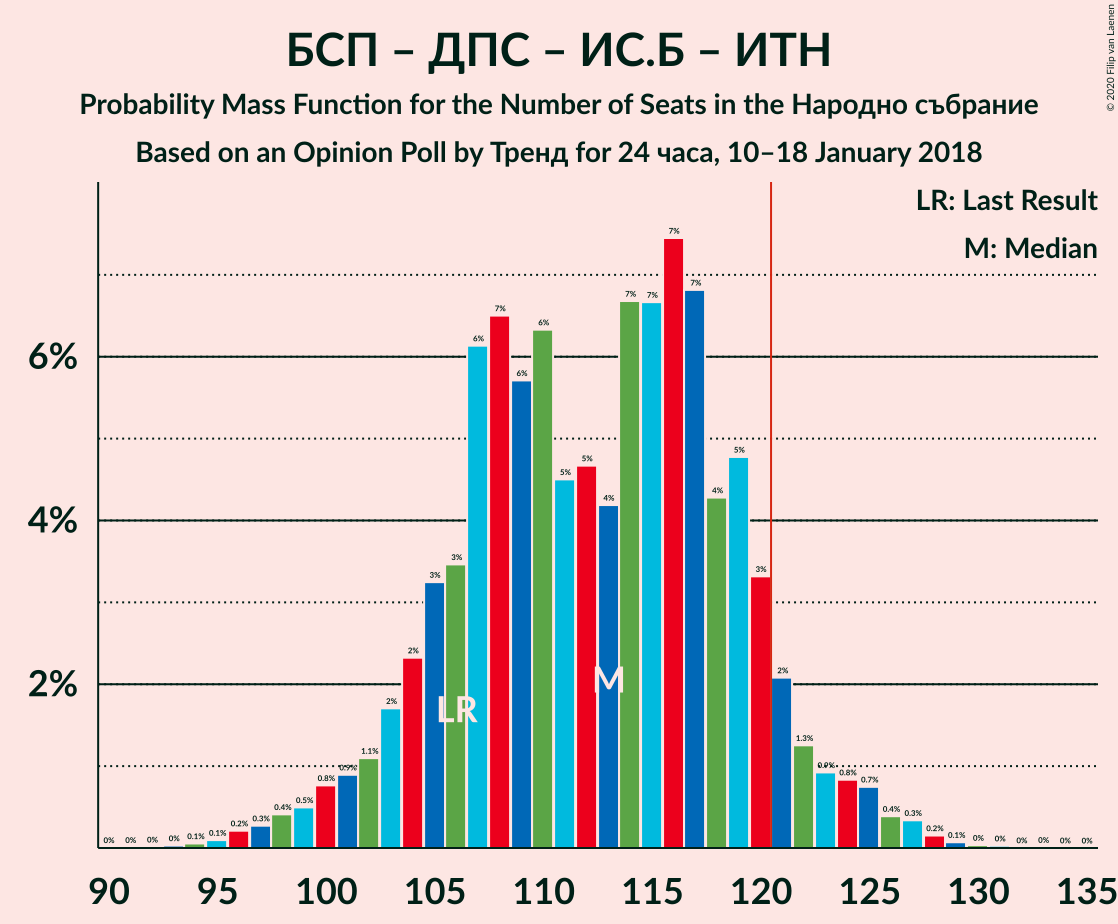 БСП – ДПС – ИС.Б – ИТН
Probability Mass Function for the Number of Seats in the Народно събрание
Based on an Opinion Poll by Тренд for 24 часа, 10–18 January 2018
© 2020 Filip van Laenen
LR: Last Result
M: Median
6%
4%
2%
0% 0% 0% 0% 0.1% 0.1% 0.2% 0.3% 0.4% 0.5% 0.8% 0.9% 1.1% 2% 2% 3% 3% 6% 7% 6% 6% 5% 5% 4% 7% 7% 7% 7% 4% 5% 3% 2% 1.3% 0.9% 0.8% 0.7% 0.4% 0.3% 0.2% 0.1% 0% 0% 0% 0% 0% 0%
LR
M
90 95 100 105 110 115 120 125 130 135